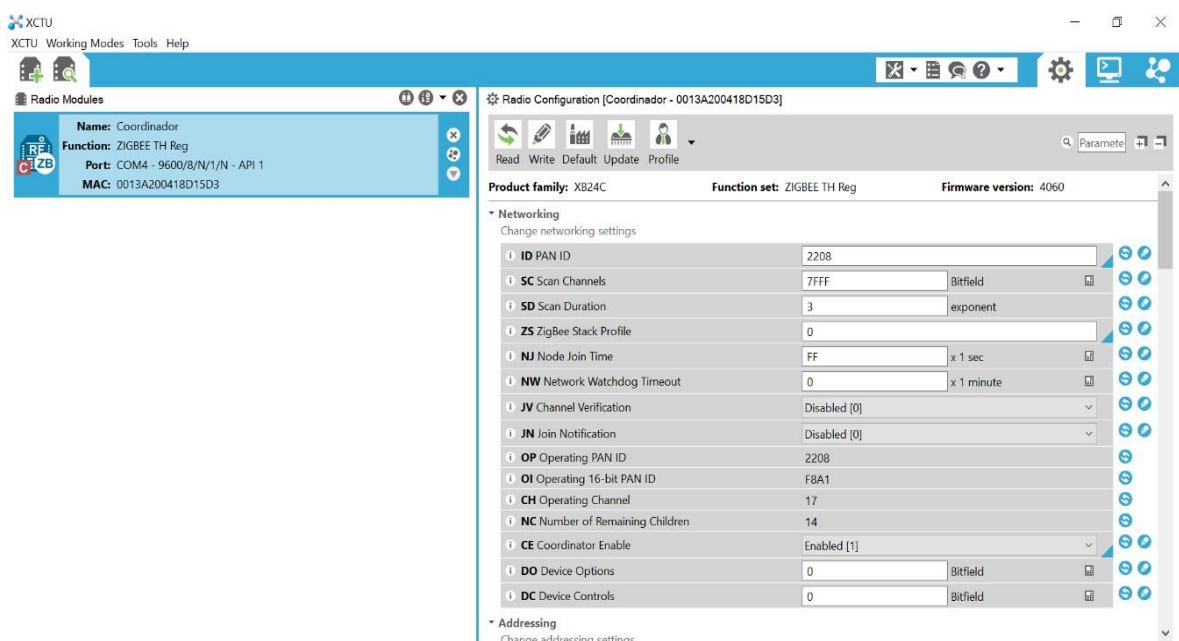 XCTU
XCTU Working Modes Tools Help
Radio Modules
Name: Coordinador
Function: ZIGBEE TH Reg
Port: COM4 - 9600/8/N/1/N - API 1
MAC: 0013A200418D15D3
Radio Configuration [Coordinador - 0013A200418D15D3]
Read Write Default Update Profile
Paramete
Product family: XB24C Function set: ZIGBEE TH Reg Firmware version: 4060
Networking
Change networking settings
ID PAN ID 2208
SC Scan Channels 7FFF Bitfield
SD Scan Duration 3 exponent
ZS ZigBee Stack Profile 0
NJ Node Join Time FF x 1 sec
NW Network Watchdog Timeout 0 x 1 minute
JV Channel Verification Disabled [0]
JN Join Notification Disabled [0]
OP Operating PAN ID 2208
OI Operating 16-bit PAN ID F8A1
CH Operating Channel 17
NC Number of Remaining Children 14
CE Coordinator Enable Enabled [1]
DO Device Options 0 Bitfield
DC Device Controls 0 Bitfield
Addressing
Change addressing settings